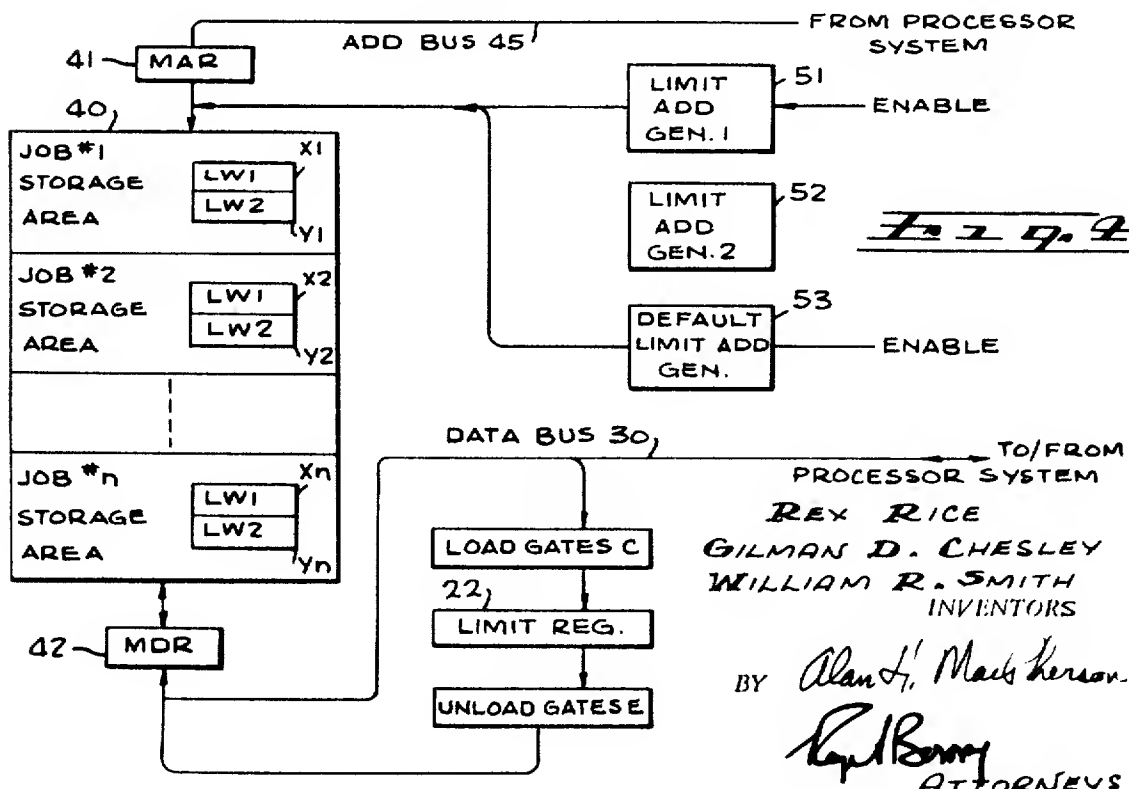 FROM PROCESSOR
SYSTEM
ADD BUS 45
41
MAR
40
JOB #1
STORAGE
AREA
X1
LW1
LW2
Y1
JOB #2
STORAGE
AREA
X2
LW1
LW2
Y2
JOB #n
STORAGE
AREA
Xn
LW1
LW2
Yn
42
MDR
LIMIT
ADD
GEN. 1
51
ENABLE
LIMIT
ADD
GEN. 2
52
DEFAULT
LIMIT ADD
GEN.
53
ENABLE
DATA BUS 30
TO/FROM
PROCESSOR SYSTEM
LOAD GATES C
22
LIMIT REG.
UNLOAD GATES E
REX RICE
GILMAN D. CHESLEY
WILLIAM R. SMITH
INVENTORS
BY Alan H.
ATTORNEYS